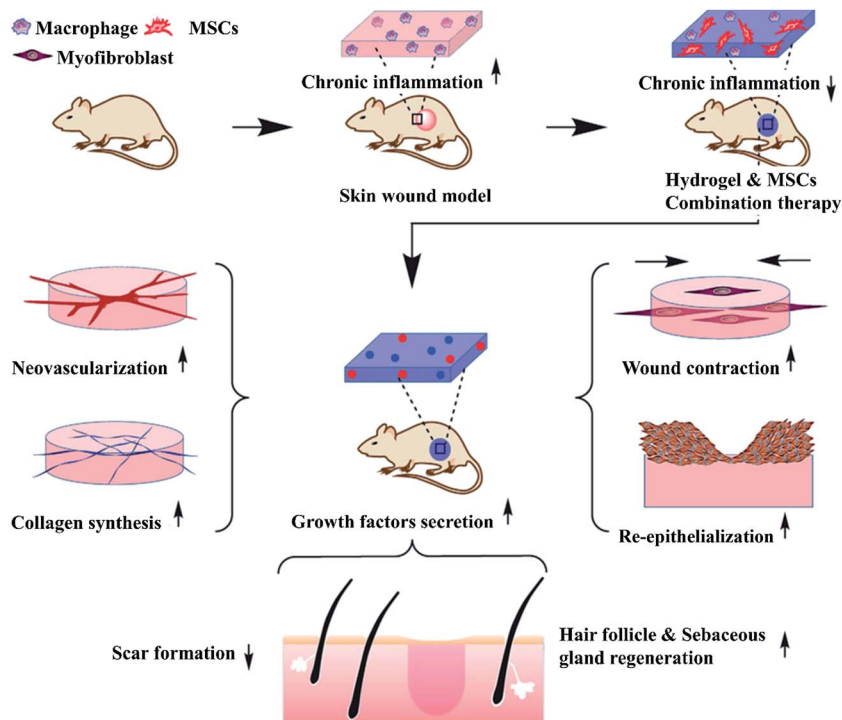 Macrophage MSCs
Myofibroblast
Chronic inflammation
Chronic inflammation
Skin wound model
Hydrogel & MSCs
Combination therapy
Neovascularization
Wound contraction
Collagen synthesis
Growth factors secretion
Re-epithelialization
Scar formation
Hair follicle & Sebaceous
gland regeneration